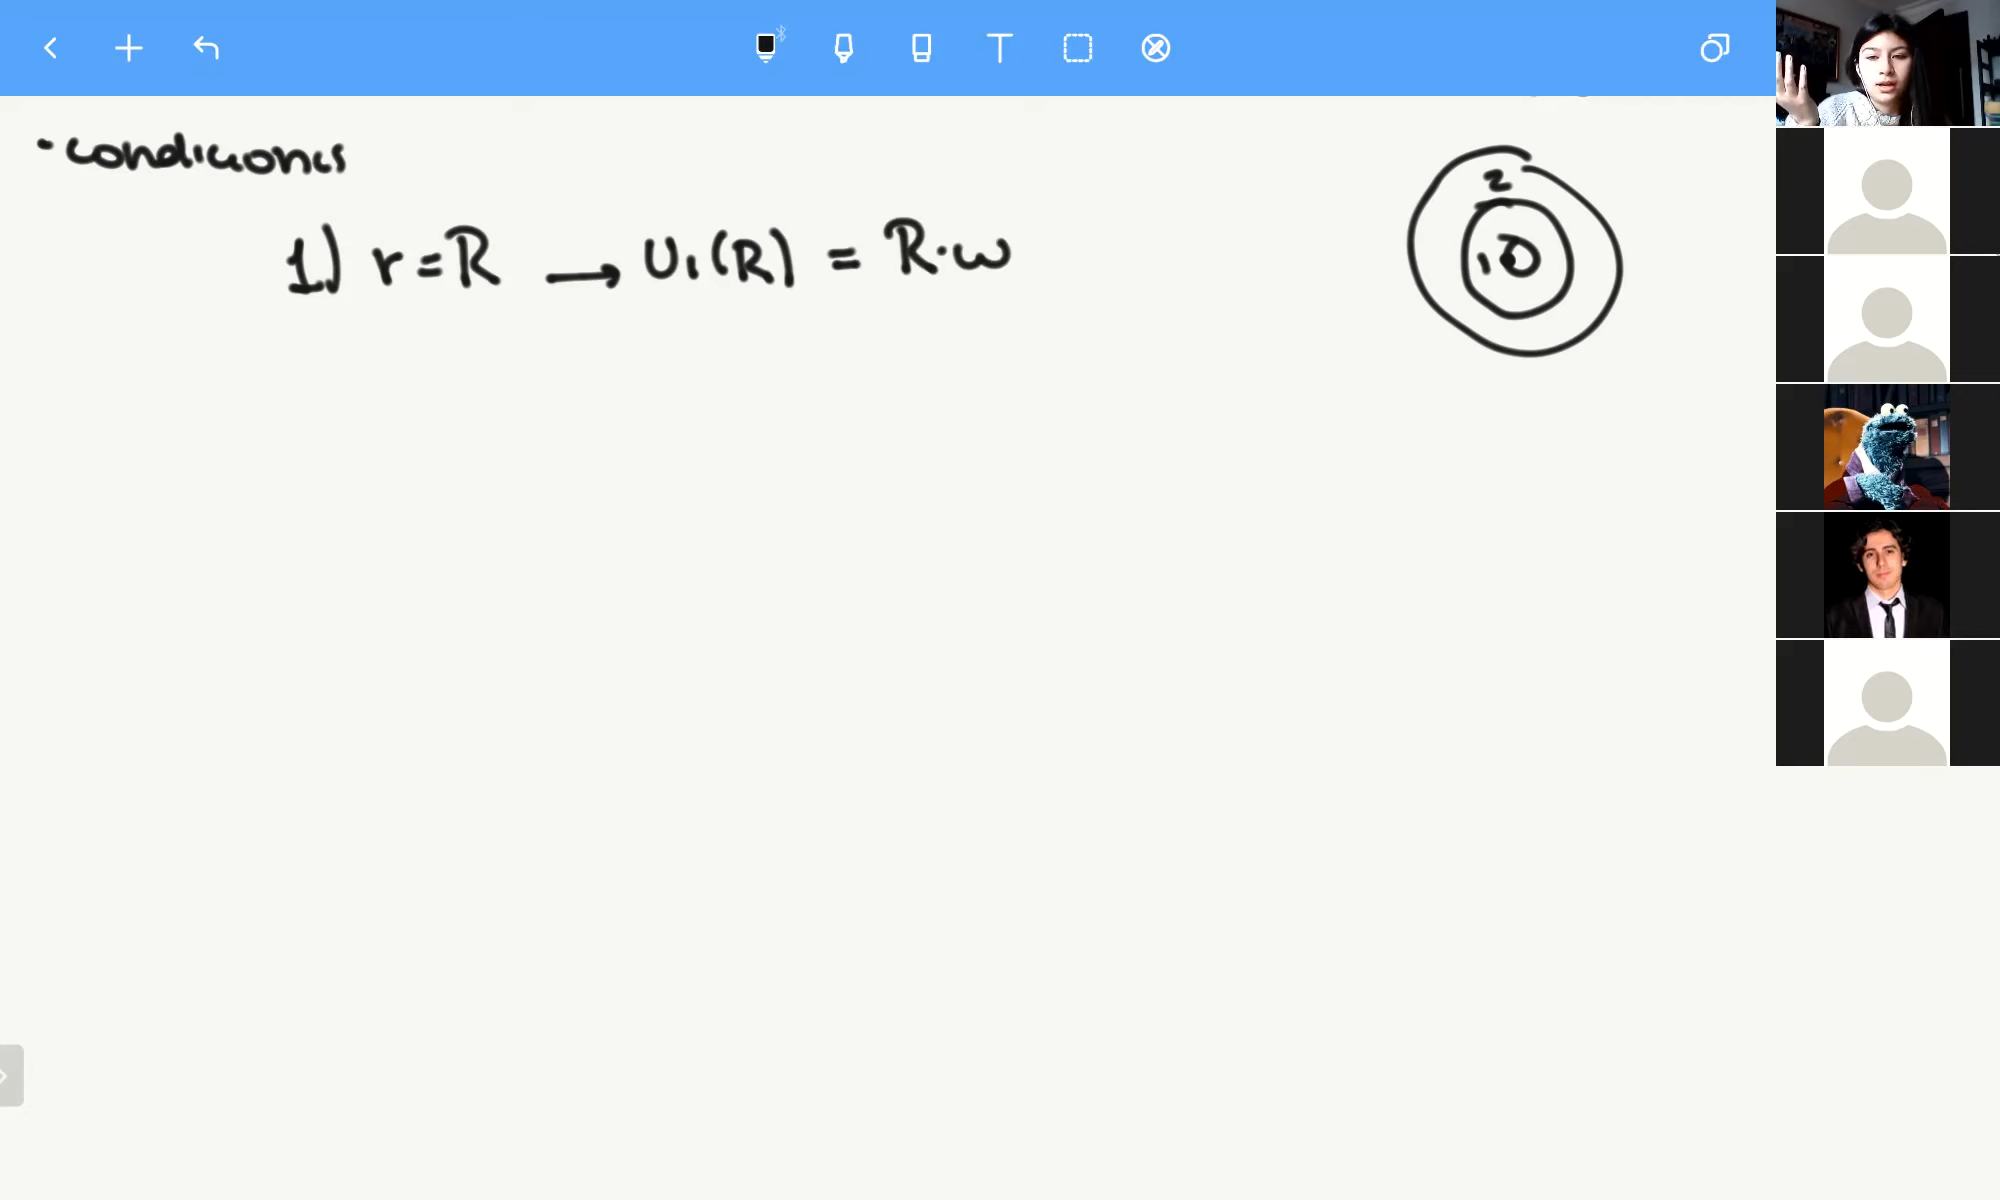 · condiciones
1) r = R → U₁(R) = R·ω
2
1